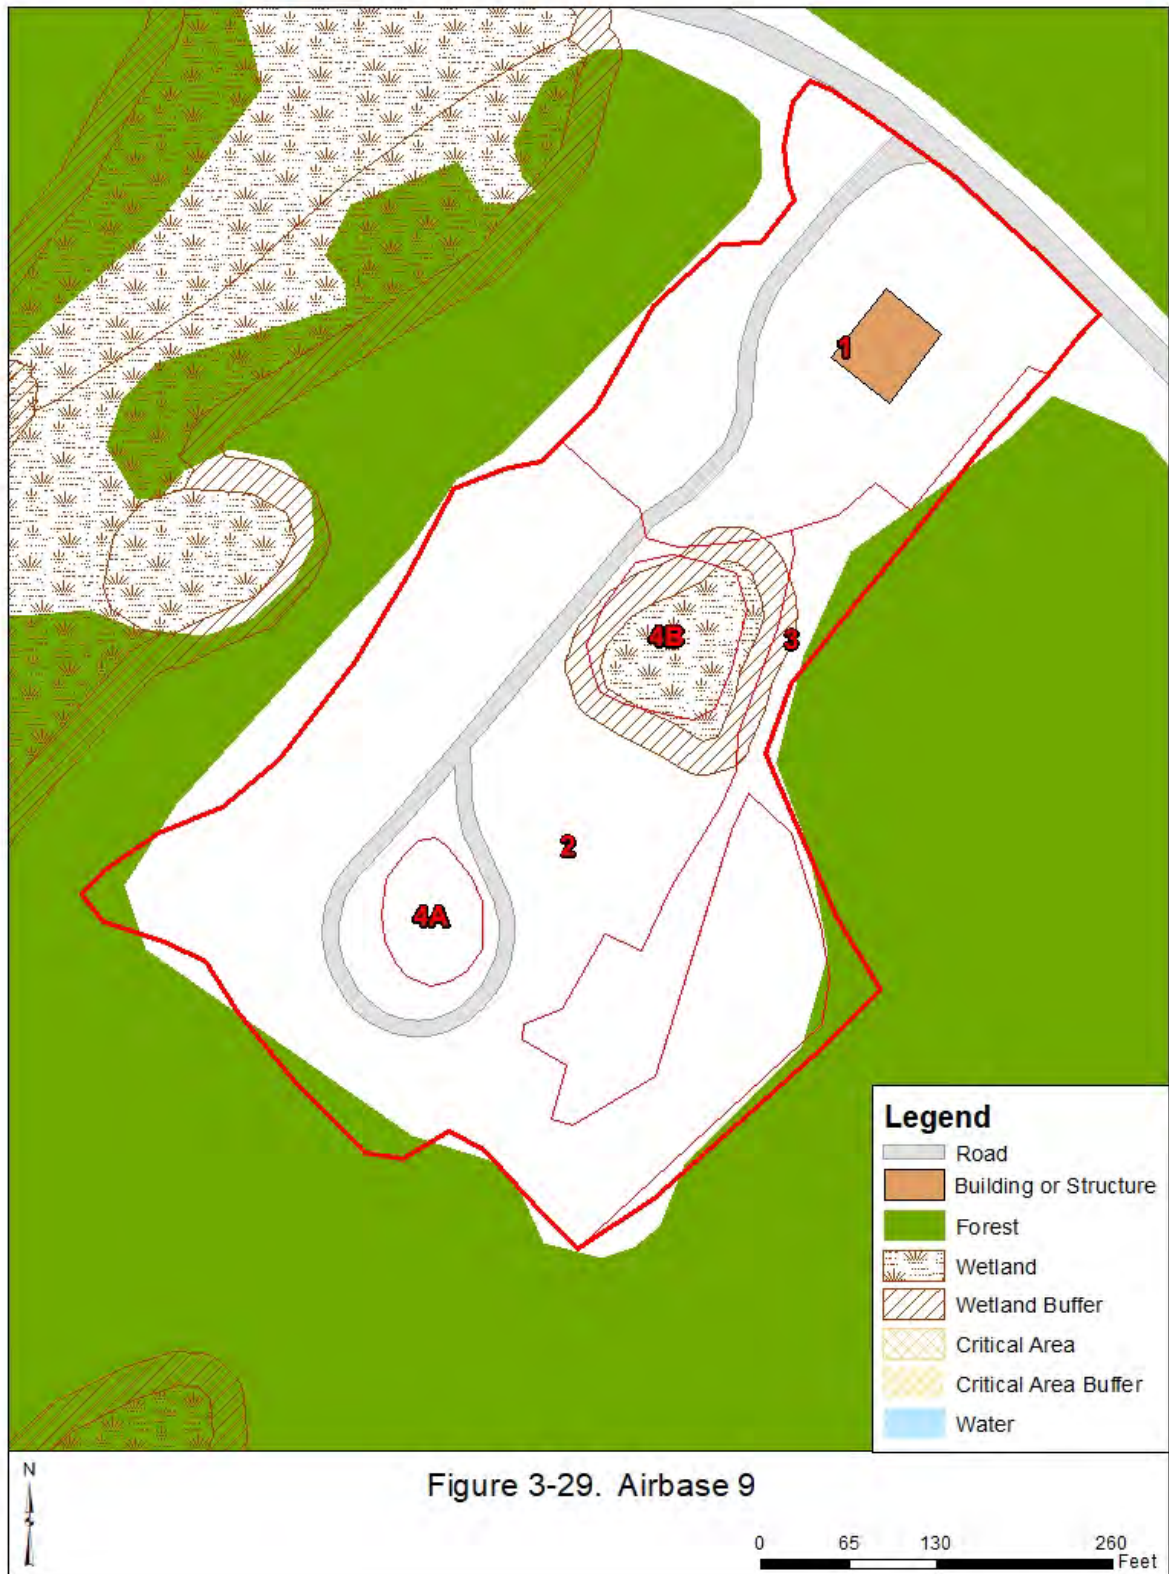 1
4B
3
2
4A
Legend
Road
Building or Structure
Forest
Wetland
Wetland Buffer
Critical Area
Critical Area Buffer
Water
N
Figure 3-29. Airbase 9
0 65 130 260
Feet